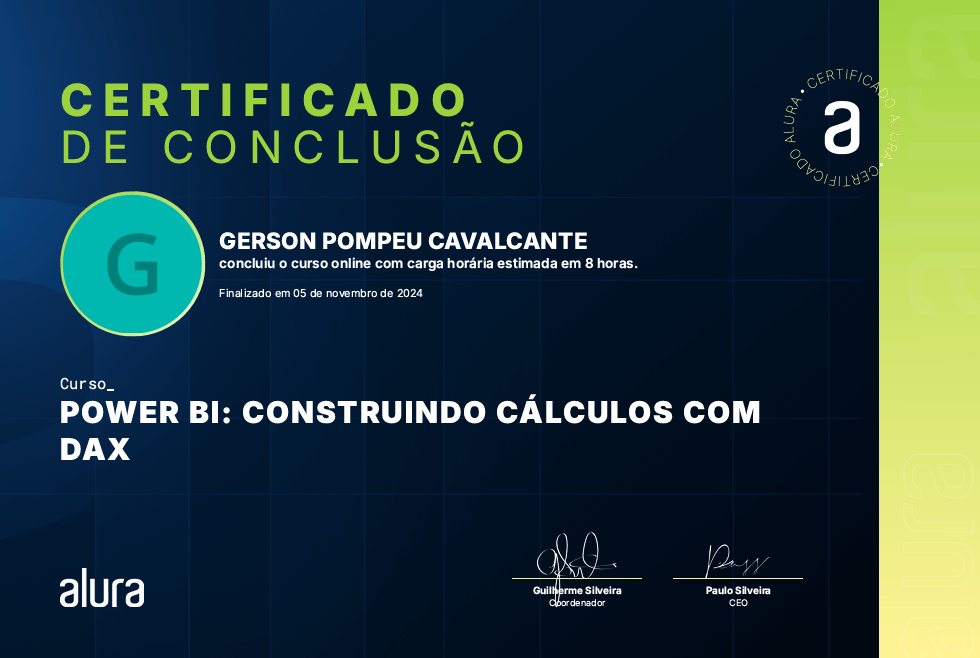 CERTIFICADO
DE CONCLUSÃO
CERTIFICADO ALURA • CERTIFICADO ALURA •
a
G
GERSON POMPEU CAVALCANTE
concluiu o curso online com carga horária estimada em 8 horas.
Finalizado em 05 de novembro de 2024
Curso_
POWER BI: CONSTRUINDO CÁLCULOS COM
DAX
alura
Guilherme Silveira
Coordenador
Paulo Silveira
CEO
alura
alura